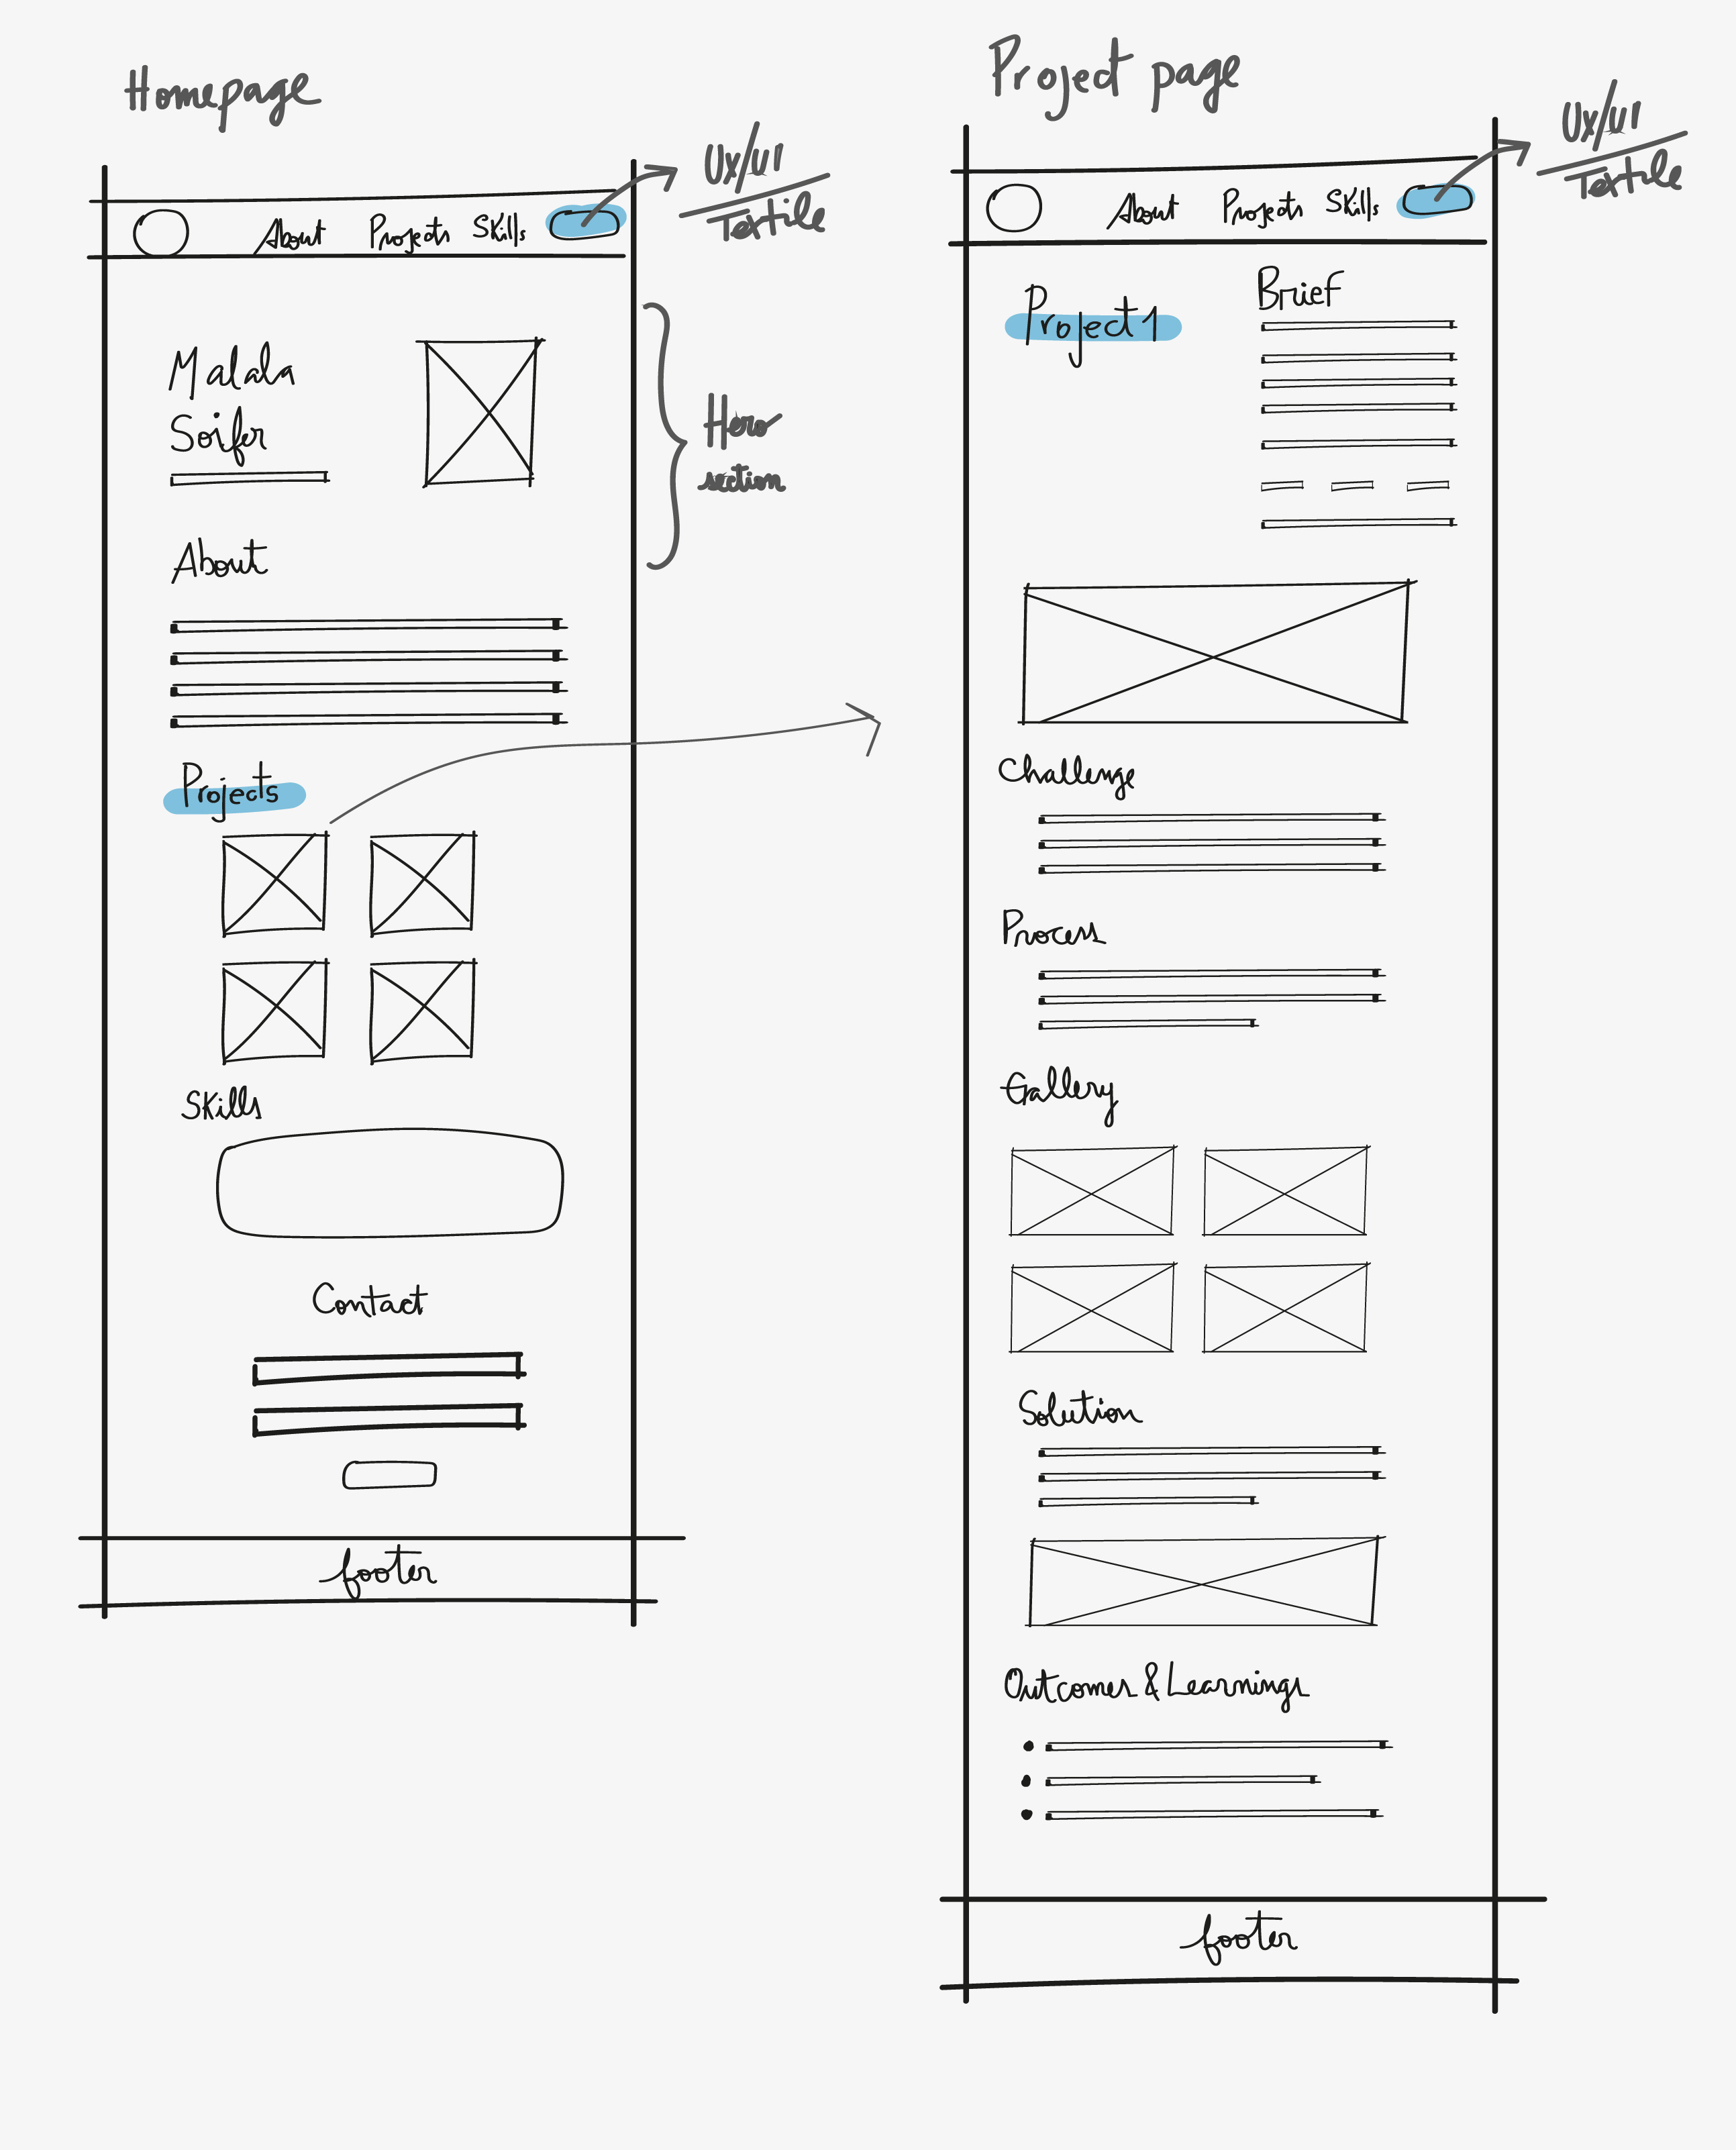 Homepage
UX/UI
Textile
About Projects Skills
Malala
Soifer
Hero
section
About
Projects
Skills
Contact
footer
Project page
UX/UI
Textile
About Projects Skills
Project 1
Brief
Challenge
Process
Gallery
Solution
Outcomes & Learnings
footer